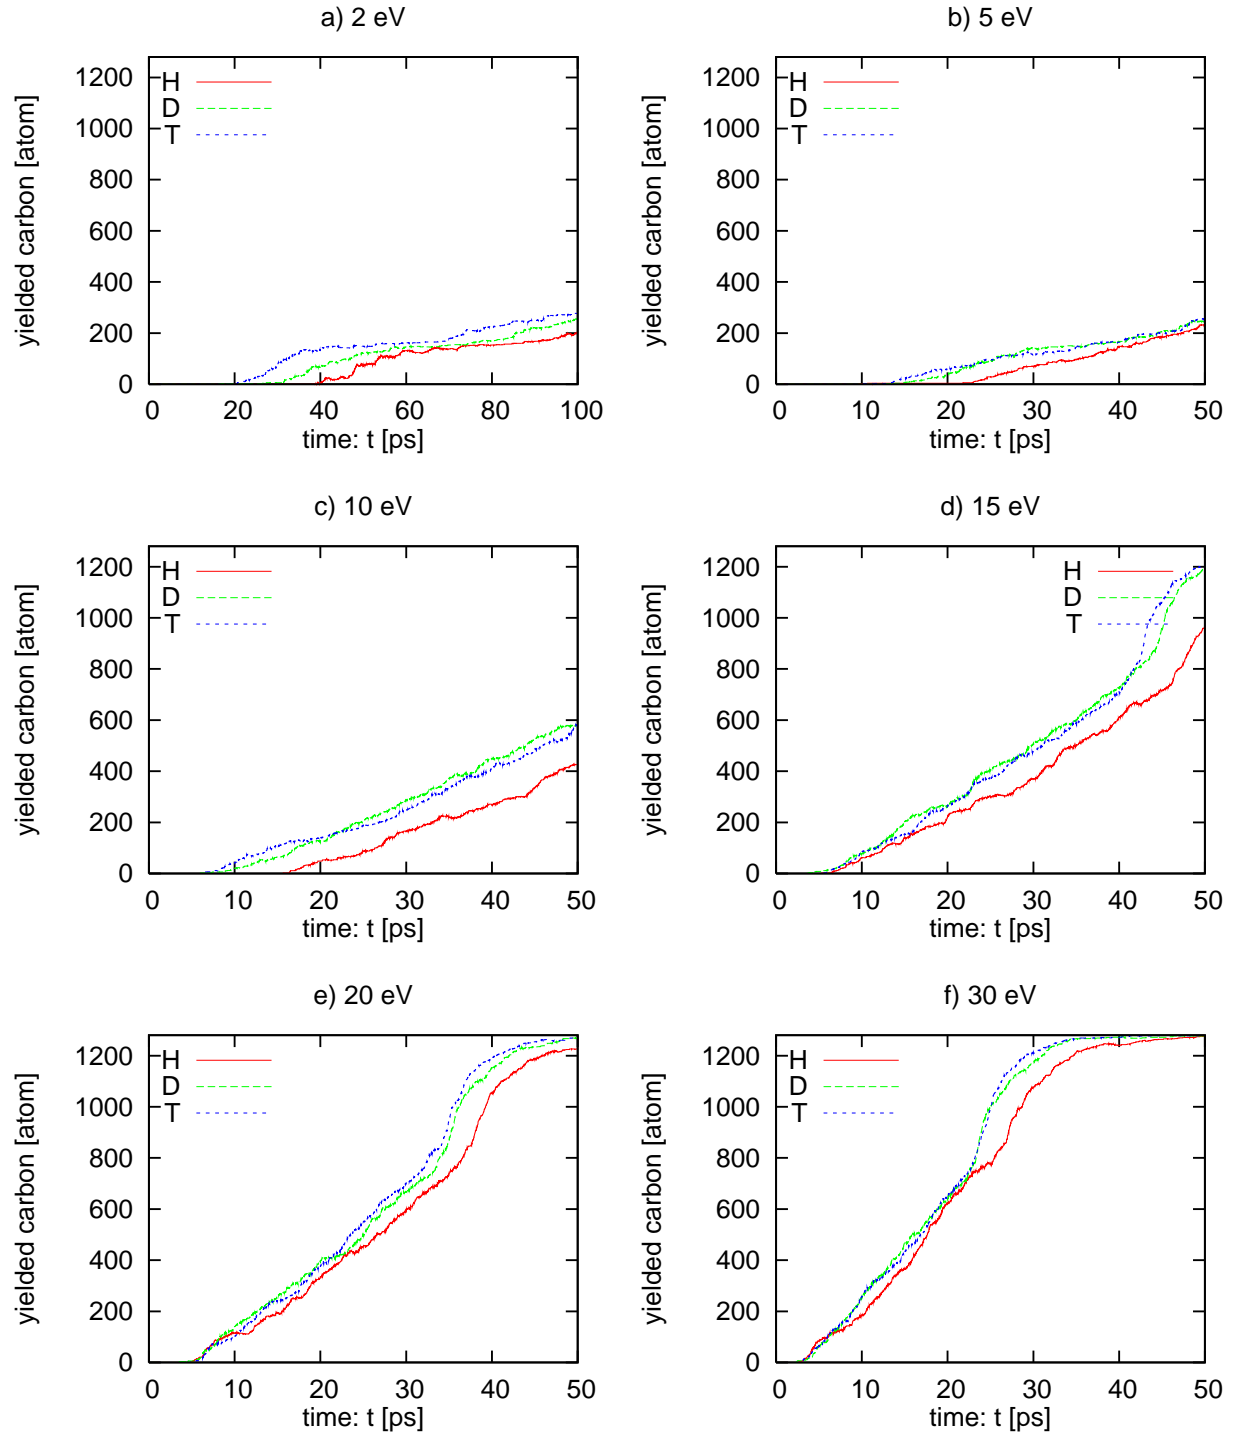 a) 2 eV
yielded carbon [atom]
1200
1000
800
600
400
200
0
H
D
T
0 20 40 60 80 100
time: t [ps]
b) 5 eV
yielded carbon [atom]
1200
1000
800
600
400
200
0
H
D
T
0 10 20 30 40 50
time: t [ps]
c) 10 eV
yielded carbon [atom]
1200
1000
800
600
400
200
0
H
D
T
0 10 20 30 40 50
time: t [ps]
d) 15 eV
yielded carbon [atom]
1200
1000
800
600
400
200
0
H
D
T
0 10 20 30 40 50
time: t [ps]
e) 20 eV
yielded carbon [atom]
1200
1000
800
600
400
200
0
H
D
T
0 10 20 30 40 50
time: t [ps]
f) 30 eV
yielded carbon [atom]
1200
1000
800
600
400
200
0
H
D
T
0 10 20 30 40 50
time: t [ps]